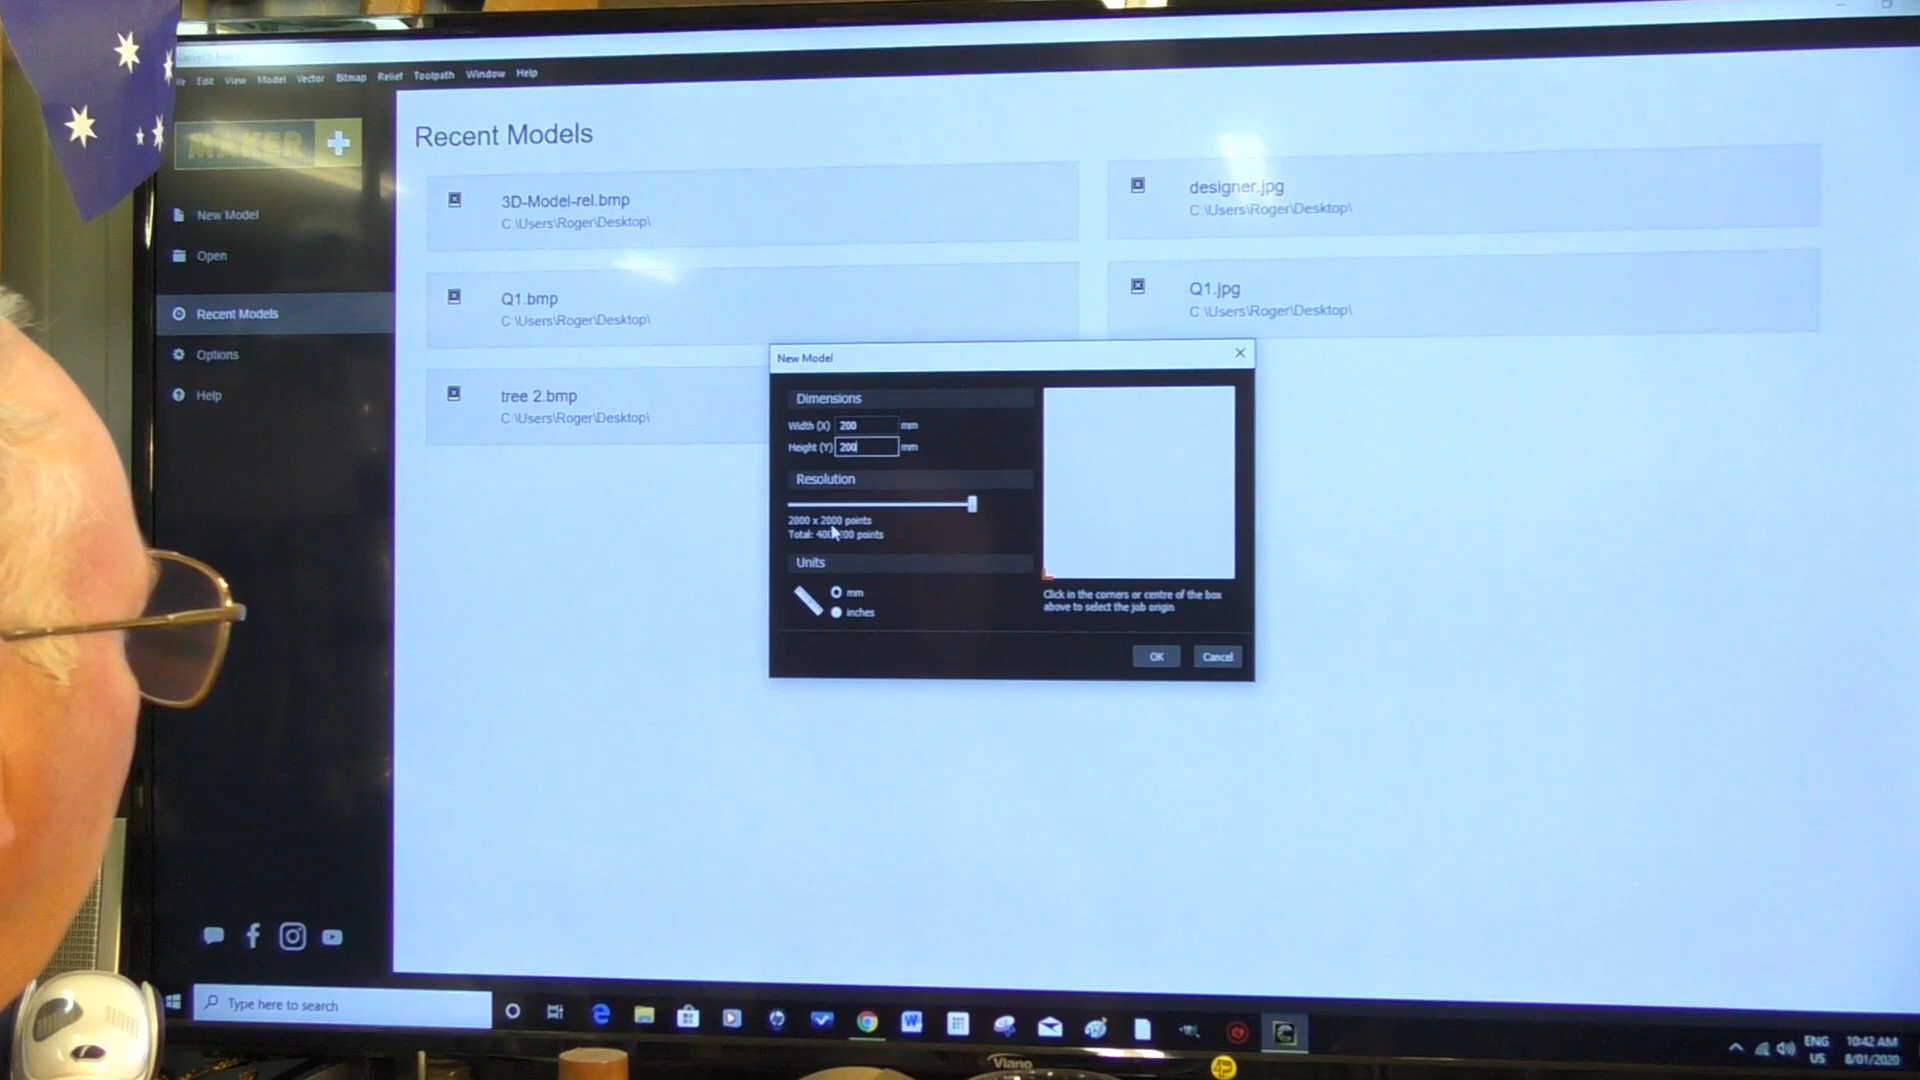 Edit View Model Vector Bitmap Relief Toolpath Window Help
MAKER
New Model
Open
Recent Models
Options
Help
Recent Models
3D-Model-rel.bmp
C:\Users\Roger\Desktop\
designer.jpg
C:\Users\Roger\Desktop\
Q1.bmp
C:\Users\Roger\Desktop\
Q1.jpg
C:\Users\Roger\Desktop\
tree 2.bmp
C:\Users\Roger\Desktop\
New Model
Dimensions
Width (X) 200 mm
Height (Y) 200 mm
Resolution
2000 x 2000 points
Total: points
Units
mm
inches
Click in the corners or centre of the box
above to select the job origin
OK Cancel
Type here to search
ENG
US
10:42 AM
8/01/2020
Viano